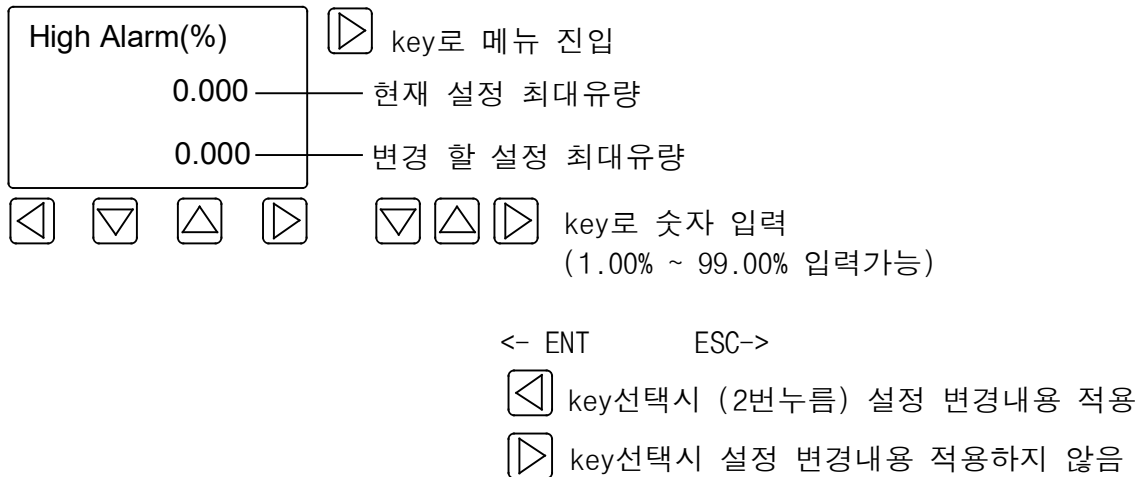 High Alarm(%)
key로 메뉴 진입
0.000
현재 설정 최대유량
0.000
변경 할 설정 최대유량
key로 숫자 입력
(1.00% ~ 99.00% 입력가능)
<- ENT ESC->
key선택시 (2번누름) 설정 변경내용 적용
key선택시 설정 변경내용 적용하지 않음